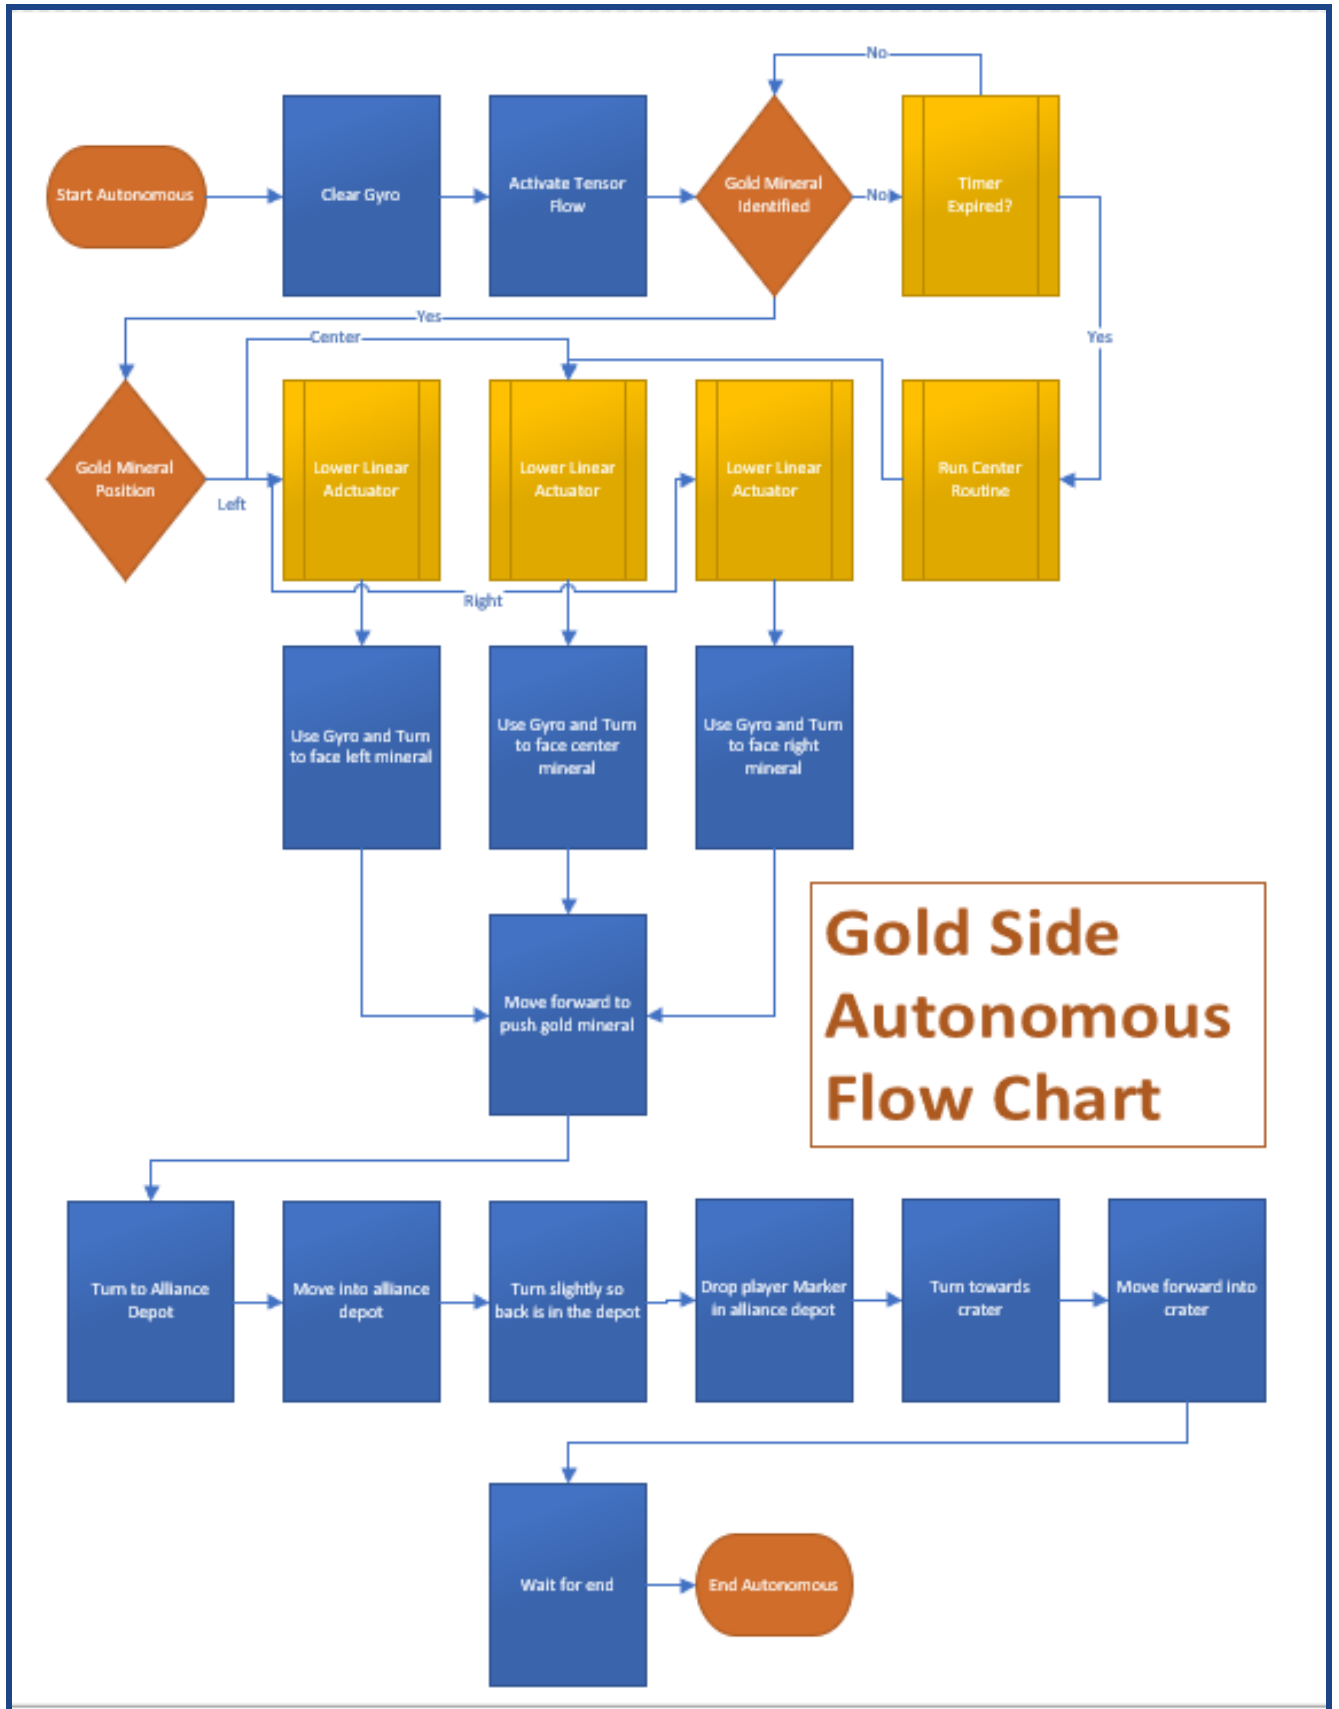 No
Start Autonomous
Clear Gyro
Activate Tensor
Flow
Gold Mineral
Identified
No
Timer
Expired?
Yes
Center
Yes
Gold Mineral
Position
Left
Lower Linear
Adctuator
Lower Linear
Actuator
Lower Linear
Actuator
Run Center
Routine
Right
Use Gyro and Turn
to face left mineral
Use Gyro and Turn
to face center
mineral
Use Gyro and Turn
to face right
mineral
Gold Side
Autonomous
Flow Chart
Move forward to
push gold mineral
Turn to Alliance
Depot
Move into alliance
depot
Turn slightly so
back is in the depot
Drop player Marker
in alliance depot
Turn towards
crater
Move forward into
crater
Wait for end
End Autonomous